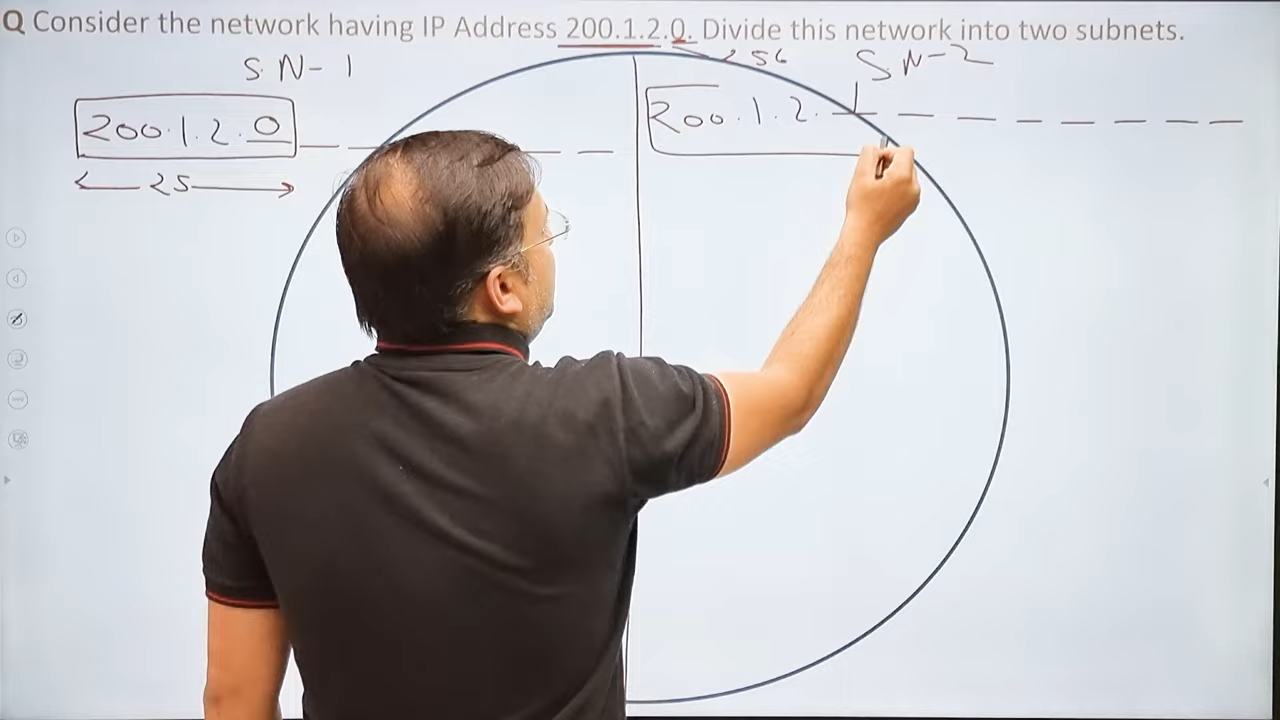 Q Consider the network having IP Address 200.1.2.0. Divide this network into two subnets.
S.N-1
256
S.N-2
200.1.2.0 _ _ _ _
200.1.2. 1 _ _ _ _ _ _ _
25